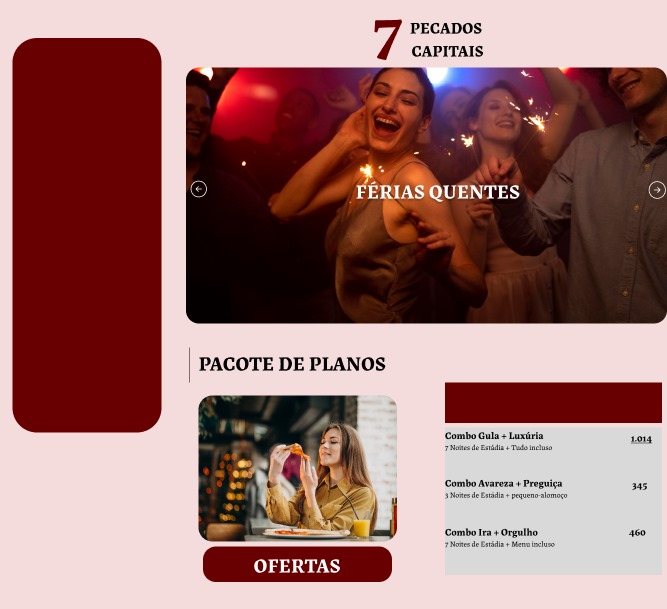 7 PECADOS
CAPITAIS
FÉRIAS QUENTES
PACOTE DE PLANOS
OFERTAS
Combo Gula + Luxúria 1.014
7 Noites de Estádia + Tudo incluso
Combo Avareza + Preguiça 345
3 Noites de Estádia + pequeno-alomoço
Combo Ira + Orgulho 460
7 Noites de Estádia + Menu incluso